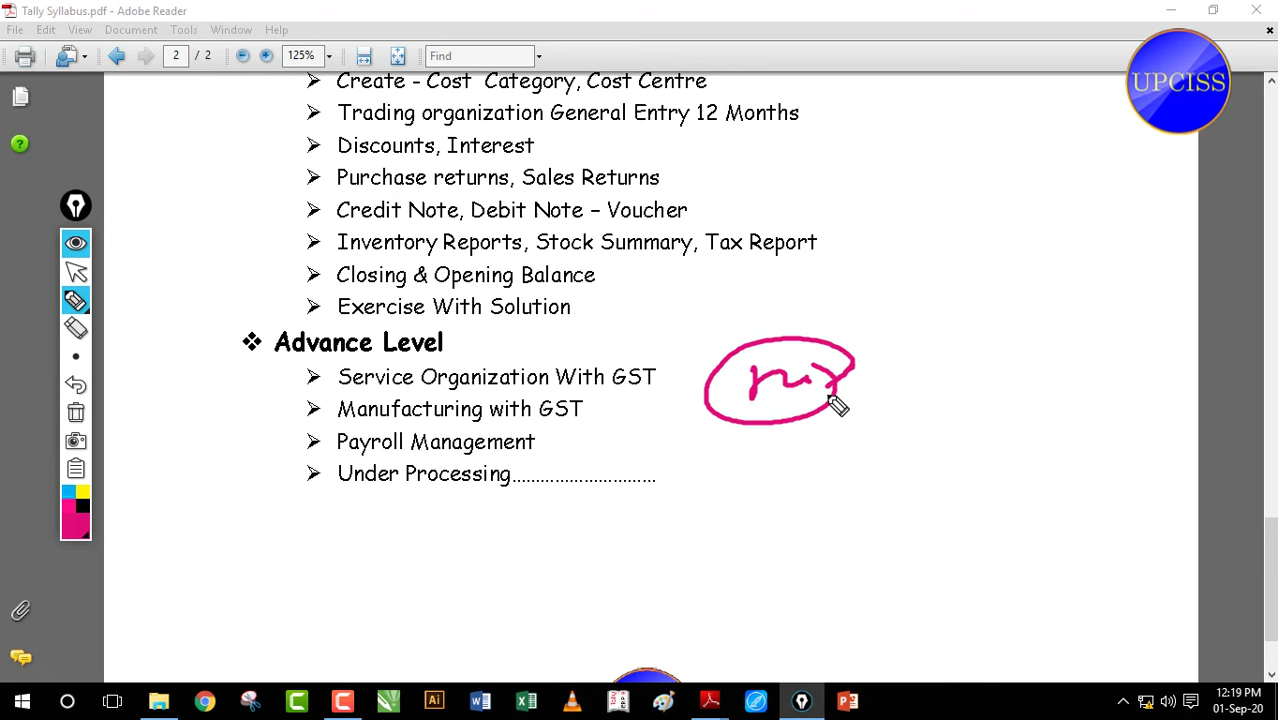 Tally Syllabus.pdf - Adobe Reader
File Edit View Document Tools Window Help
2 / 2 125% Find
UPCISS
➢ Create - Cost Category, Cost Centre
➢ Trading organization General Entry 12 Months
➢ Discounts, Interest
➢ Purchase returns, Sales Returns
➢ Credit Note, Debit Note – Voucher
➢ Inventory Reports, Stock Summary, Tax Report
➢ Closing & Opening Balance
➢ Exercise With Solution
❖ Advance Level
➢ Service Organization With GST
➢ Manufacturing with GST
➢ Payroll Management
➢ Under Processing..............................
12:19 PM
01-Sep-20